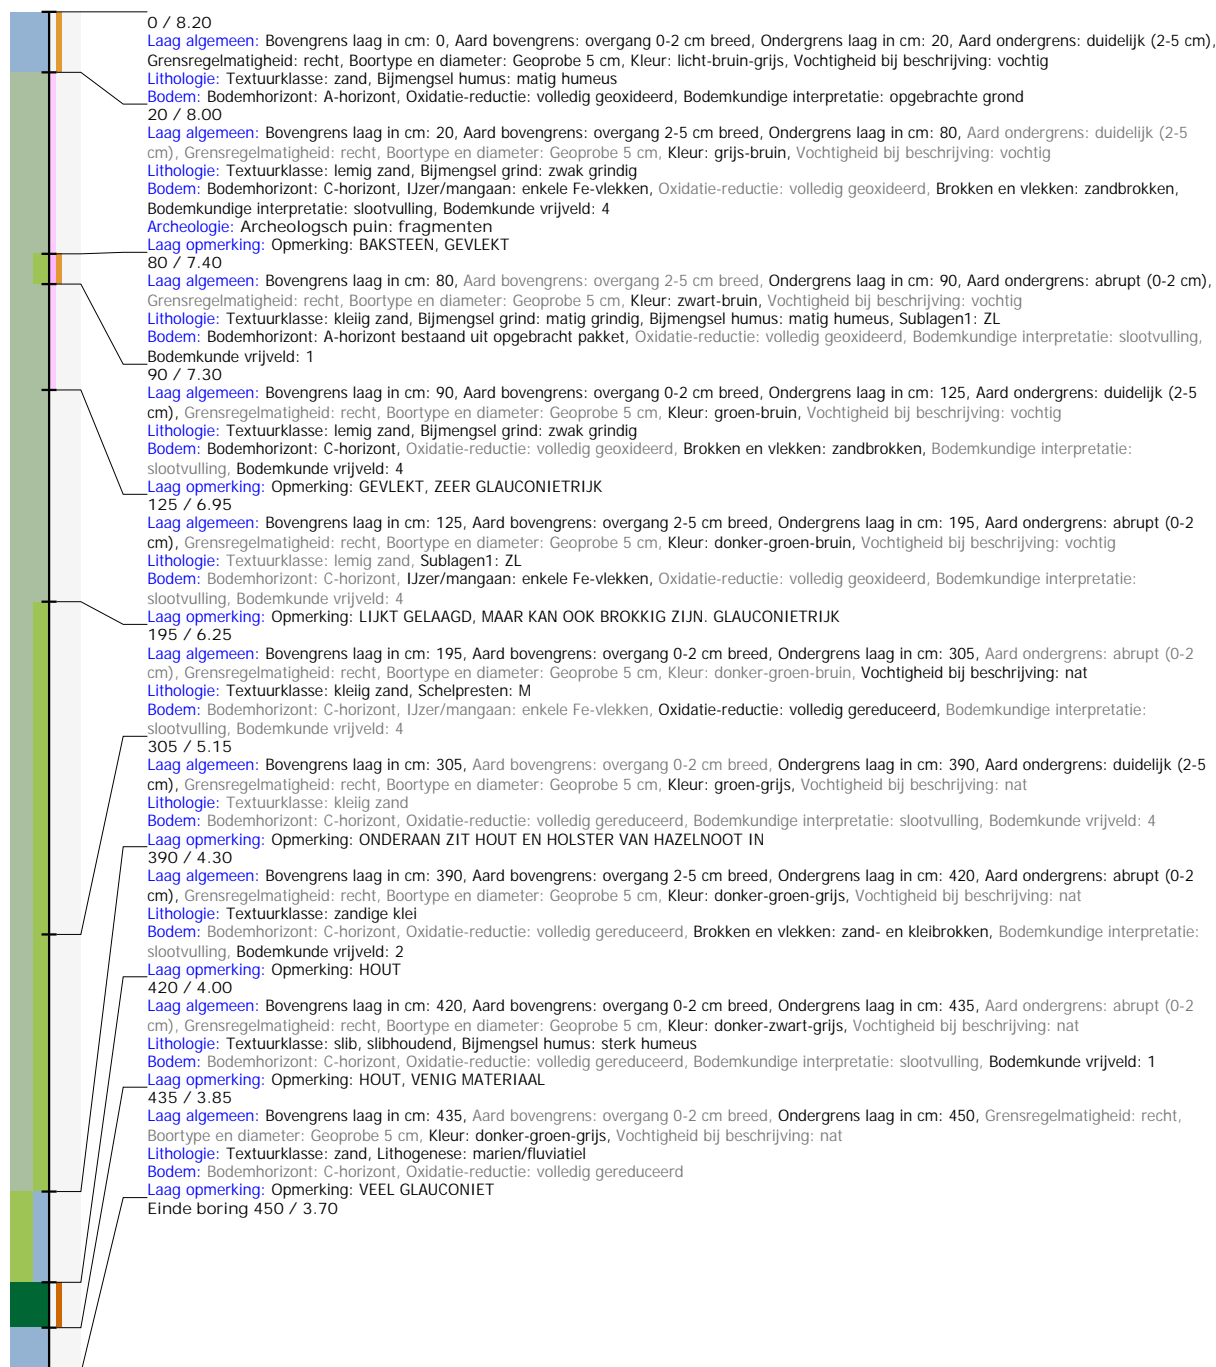 0 / 8.20
Laag algemeen: Bovengrens laag in cm: 0, Aard bovengrens: overgang 0-2 cm breed, Ondergrens laag in cm: 20, Aard ondergrens: duidelijk (2-5 cm),
Grensregelmatigheid: recht, Boortype en diameter: Geoprobe 5 cm, Kleur: licht-bruin-grijs, Vochtigheid bij beschrijving: vochtig
Lithologie: Textuurklasse: zand, Bijmengsel humus: matig humeus
Bodem: Bodemhorizont: A-horizont, Oxidatie-reductie: volledig geoxideerd, Bodemkundige interpretatie: opgebrachte grond
20 / 8.00
Laag algemeen: Bovengrens laag in cm: 20, Aard bovengrens: overgang 2-5 cm breed, Ondergrens laag in cm: 80, Aard ondergrens: duidelijk (2-5
cm), Grensregelmatigheid: recht, Boortype en diameter: Geoprobe 5 cm, Kleur: grijs-bruin, Vochtigheid bij beschrijving: vochtig
Lithologie: Textuurklasse: lemig zand, Bijmengsel grind: zwak grindig
Bodem: Bodemhorizont: C-horizont, IJzer/mangaan: enkele Fe-vlekken, Oxidatie-reductie: volledig geoxideerd, Brokken en vlekken: zandbrokken,
Bodemkundige interpretatie: slootvulling, Bodemkunde vrijveld: 4
Archeologie: Archeologsch puin: fragmenten
Laag opmerking: Opmerking: BAKSTEEN, GEVLEKT
80 / 7.40
Laag algemeen: Bovengrens laag in cm: 80, Aard bovengrens: overgang 2-5 cm breed, Ondergrens laag in cm: 90, Aard ondergrens: abrupt (0-2 cm),
Grensregelmatigheid: recht, Boortype en diameter: Geoprobe 5 cm, Kleur: zwart-bruin, Vochtigheid bij beschrijving: vochtig
Lithologie: Textuurklasse: kleiig zand, Bijmengsel grind: matig grindig, Bijmengsel humus: matig humeus, Sublagen1: ZL
Bodem: Bodemhorizont: A-horizont bestaand uit opgebracht pakket, Oxidatie-reductie: volledig geoxideerd, Bodemkundige interpretatie: slootvulling,
Bodemkunde vrijveld: 1
90 / 7.30
Laag algemeen: Bovengrens laag in cm: 90, Aard bovengrens: overgang 0-2 cm breed, Ondergrens laag in cm: 125, Aard ondergrens: duidelijk (2-5
cm), Grensregelmatigheid: recht, Boortype en diameter: Geoprobe 5 cm, Kleur: groen-bruin, Vochtigheid bij beschrijving: vochtig
Lithologie: Textuurklasse: lemig zand, Bijmengsel grind: zwak grindig
Bodem: Bodemhorizont: C-horizont, Oxidatie-reductie: volledig geoxideerd, Brokken en vlekken: zandbrokken, Bodemkundige interpretatie:
slootvulling, Bodemkunde vrijveld: 4
Laag opmerking: Opmerking: GEVLEKT, ZEER GLAUCONIETRIJK
125 / 6.95
Laag algemeen: Bovengrens laag in cm: 125, Aard bovengrens: overgang 2-5 cm breed, Ondergrens laag in cm: 195, Aard ondergrens: abrupt (0-2
cm), Grensregelmatigheid: recht, Boortype en diameter: Geoprobe 5 cm, Kleur: donker-groen-bruin, Vochtigheid bij beschrijving: vochtig
Lithologie: Textuurklasse: lemig zand, Sublagen1: ZL
Bodem: Bodemhorizont: C-horizont, IJzer/mangaan: enkele Fe-vlekken, Oxidatie-reductie: volledig geoxideerd, Bodemkundige interpretatie:
slootvulling, Bodemkunde vrijveld: 4
Laag opmerking: Opmerking: LIJKT GELAAGD, MAAR KAN OOK BROKKIG ZIJN. GLAUCONIETRIJK
195 / 6.25
Laag algemeen: Bovengrens laag in cm: 195, Aard bovengrens: overgang 0-2 cm breed, Ondergrens laag in cm: 305, Aard ondergrens: abrupt (0-2
cm), Grensregelmatigheid: recht, Boortype en diameter: Geoprobe 5 cm, Kleur: donker-groen-bruin, Vochtigheid bij beschrijving: nat
Lithologie: Textuurklasse: kleiig zand, Schelpresten: M
Bodem: Bodemhorizont: C-horizont, IJzer/mangaan: enkele Fe-vlekken, Oxidatie-reductie: volledig gereduceerd, Bodemkundige interpretatie:
slootvulling, Bodemkunde vrijveld: 4
305 / 5.15
Laag algemeen: Bovengrens laag in cm: 305, Aard bovengrens: overgang 0-2 cm breed, Ondergrens laag in cm: 390, Aard ondergrens: duidelijk (2-5
cm), Grensregelmatigheid: recht, Boortype en diameter: Geoprobe 5 cm, Kleur: groen-grijs, Vochtigheid bij beschrijving: nat
Lithologie: Textuurklasse: kleiig zand
Bodem: Bodemhorizont: C-horizont, Oxidatie-reductie: volledig gereduceerd, Bodemkundige interpretatie: slootvulling, Bodemkunde vrijveld: 4
Laag opmerking: Opmerking: ONDERAAN ZIT HOUT EN HOLSTER VAN HAZELNOOT IN
390 / 4.30
Laag algemeen: Bovengrens laag in cm: 390, Aard bovengrens: overgang 2-5 cm breed, Ondergrens laag in cm: 420, Aard ondergrens: abrupt (0-2
cm), Grensregelmatigheid: recht, Boortype en diameter: Geoprobe 5 cm, Kleur: donker-groen-grijs, Vochtigheid bij beschrijving: nat
Lithologie: Textuurklasse: zandige klei
Bodem: Bodemhorizont: C-horizont, Oxidatie-reductie: volledig gereduceerd, Brokken en vlekken: zand- en kleibrokken, Bodemkundige interpretatie:
slootvulling, Bodemkunde vrijveld: 2
Laag opmerking: Opmerking: HOUT
420 / 4.00
Laag algemeen: Bovengrens laag in cm: 420, Aard bovengrens: overgang 0-2 cm breed, Ondergrens laag in cm: 435, Aard ondergrens: abrupt (0-2
cm), Grensregelmatigheid: recht, Boortype en diameter: Geoprobe 5 cm, Kleur: donker-zwart-grijs, Vochtigheid bij beschrijving: nat
Lithologie: Textuurklasse: slib, slibhoudend, Bijmengsel humus: sterk humeus
Bodem: Bodemhorizont: C-horizont, Oxidatie-reductie: volledig gereduceerd, Bodemkundige interpretatie: slootvulling, Bodemkunde vrijveld: 1
Laag opmerking: Opmerking: HOUT, VENIG MATERIAAL
435 / 3.85
Laag algemeen: Bovengrens laag in cm: 435, Aard bovengrens: overgang 0-2 cm breed, Ondergrens laag in cm: 450, Grensregelmatigheid: recht,
Boortype en diameter: Geoprobe 5 cm, Kleur: donker-groen-grijs, Vochtigheid bij beschrijving: nat
Lithologie: Textuurklasse: zand, Lithogenese: marien/fluviatiel
Bodem: Bodemhorizont: C-horizont, Oxidatie-reductie: volledig gereduceerd
Laag opmerking: Opmerking: VEEL GLAUCONIET
Einde boring 450 / 3.70